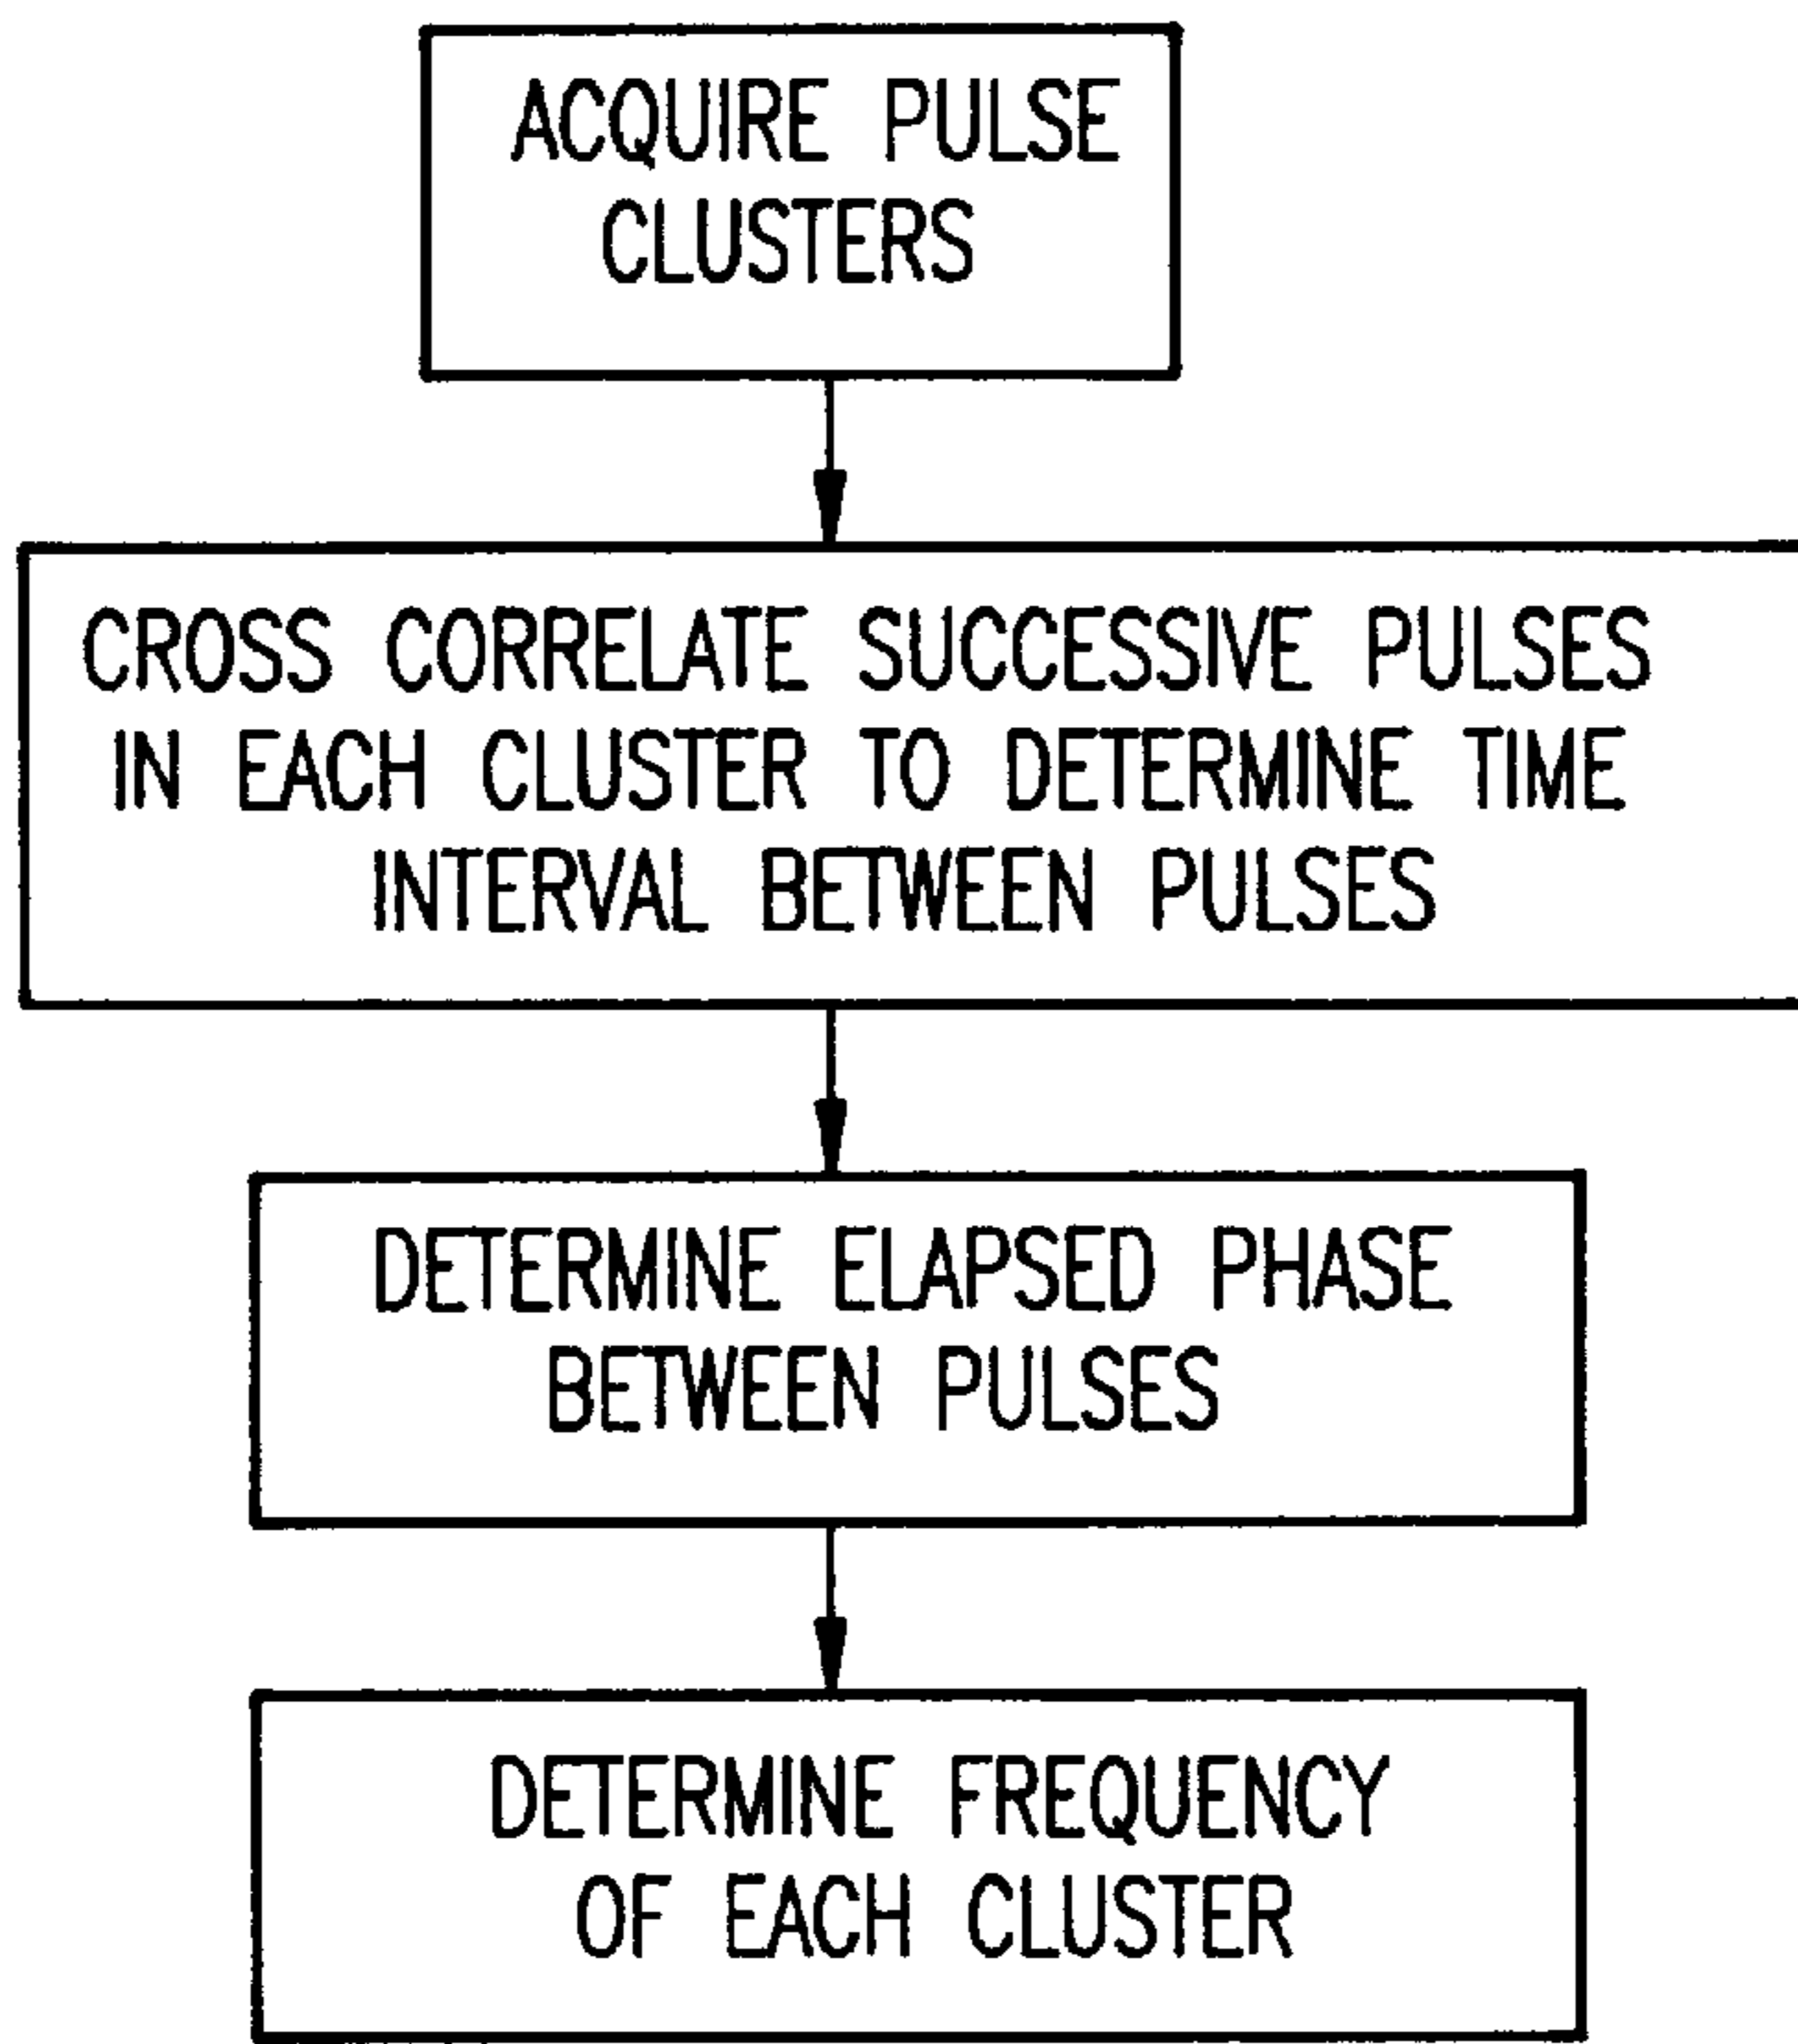 ACQUIRE PULSE
CLUSTERS
CROSS CORRELATE SUCCESSIVE PULSES
IN EACH CLUSTER TO DETERMINE TIME
INTERVAL BETWEEN PULSES
DETERMINE ELAPSED PHASE
BETWEEN PULSES
DETERMINE FREQUENCY
OF EACH CLUSTER